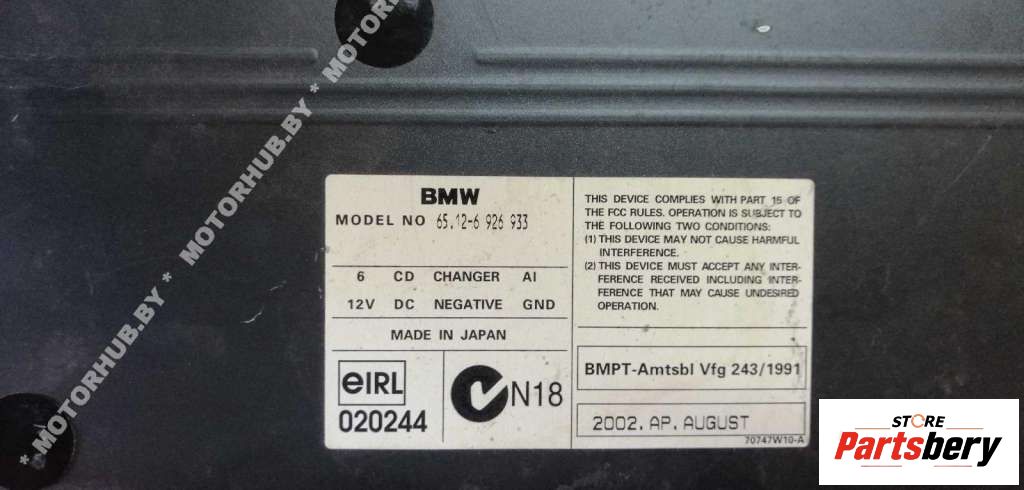 * MOTORHUB.BY * MOTORHUB.BY * MOTORHUB.BY
BMW
MODEL NO 65.12-6 926 933
6 CD CHANGER AI
12V DC NEGATIVE GND
MADE IN JAPAN
eIRL
020244
N18
THIS DEVICE COMPLIES WITH PART 15 OF
THE FCC RULES. OPERATION IS SUBJECT TO
THE FOLLOWING TWO CONDITIONS:
(1) THIS DEVICE MAY NOT CAUSE HARMFUL
INTERFERENCE.
(2) THIS DEVICE MUST ACCEPT ANY INTER-
FERENCE RECEIVED INCLUDING INTER-
FERENCE THAT MAY CAUSE UNDESIRED
OPERATION.
BMPT-Amtsbl Vfg 243/1991
2002. AP. AUGUST
70747W10-A
STORE
Partsbery